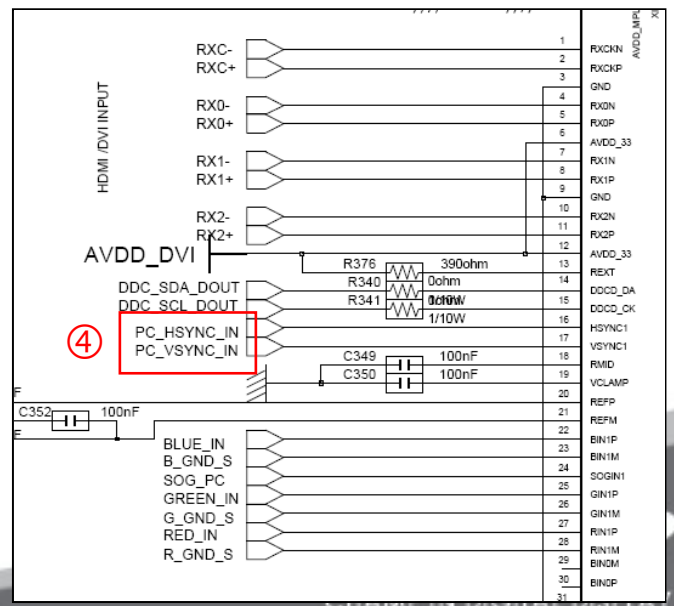 AVDD_MPL
HDMI /DVI INPUT
RXC-
RXC+
RX0-
RX0+
RX1-
RX1+
RX2-
RX2+
AVDD_DVI
DDC_SDA_DOUT
DDC_SCL_DOUT
④
PC_HSYNC_IN
PC_VSYNC_IN
R376 390ohm
R340 0ohm
R341 1/10W
1/10W
C349 100nF
C350 100nF
C352 100nF
BLUE_IN
B_GND_S
SOG_PC
GREEN_IN
G_GND_S
RED_IN
R_GND_S
1 RXCKN
2 RXCKP
3 GND
4 RX0N
5 RX0P
6 AVDD_33
7 RX1N
8 RX1P
9 GND
10 RX2N
11 RX2P
12 AVDD_33
13 REXT
14 DDCD_DA
15 DDCD_CK
16 HSYNC1
17 VSYNC1
18 RMID
19 VCLAMP
20 REFP
21 REFM
22 BIN1P
23 BIN1M
24 SOGIN1
25 GIN1P
26 GIN1M
27 RIN1P
28 RIN1M
29 BIN0M
30 BIN0P
31